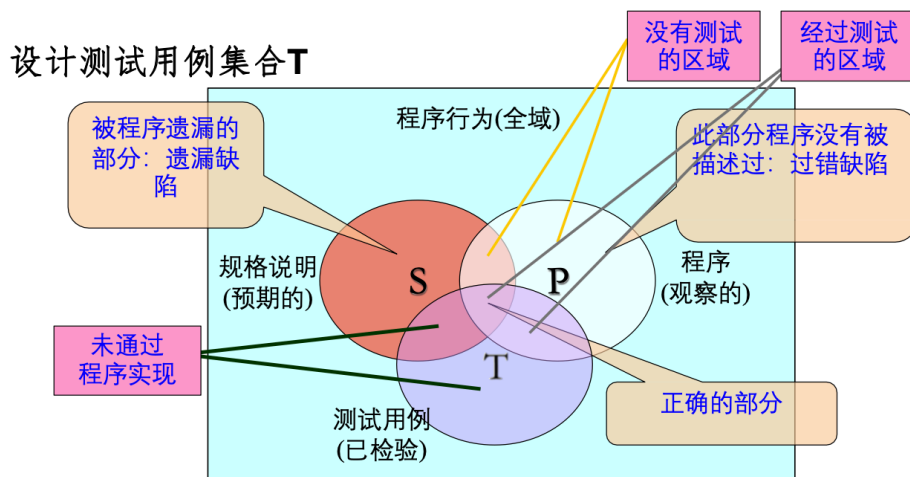 没有测试
的区域
经过测试
的区域
设计测试用例集合T
程序行为(全域)
被程序遗漏的
部分：遗漏缺
陷
此部分程序没有被
描述过：过错缺陷
规格说明
(预期的)
S
P
程序
(观察的)
未通过
程序实现
T
正确的部分
测试用例
(已检验)